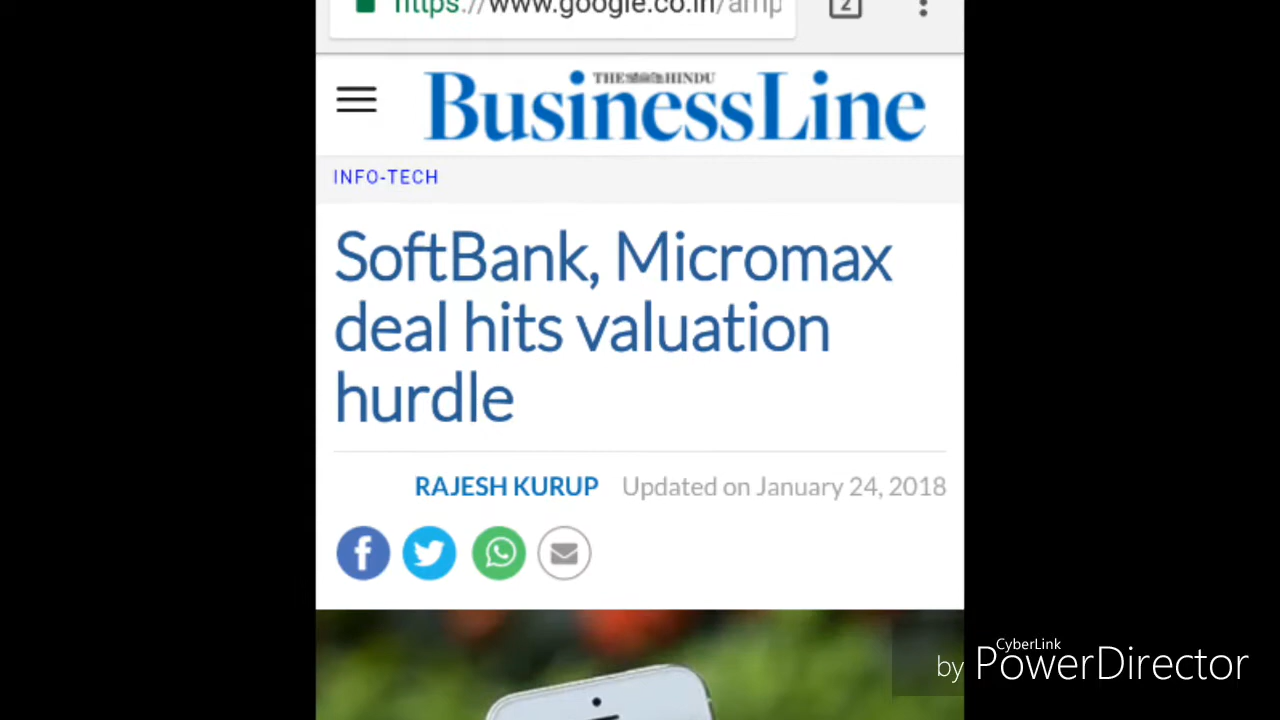 https://www.google.co.in/amp
2
THE HINDU
BusinessLine
INFO-TECH
SoftBank, Micromax
deal hits valuation
hurdle
RAJESH KURUP Updated on January 24, 2018
CyberLink
by PowerDirector